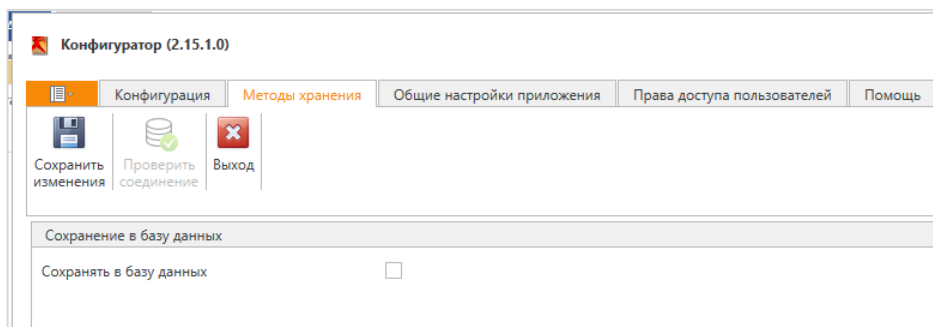 Конфигуратор (2.15.1.0)
Конфигурация Методы хранения Общие настройки приложения Права доступа пользователей Помощь
Сохранить Проверить Выход
изменения соединение
Сохранение в базу данных
Сохранять в базу данных